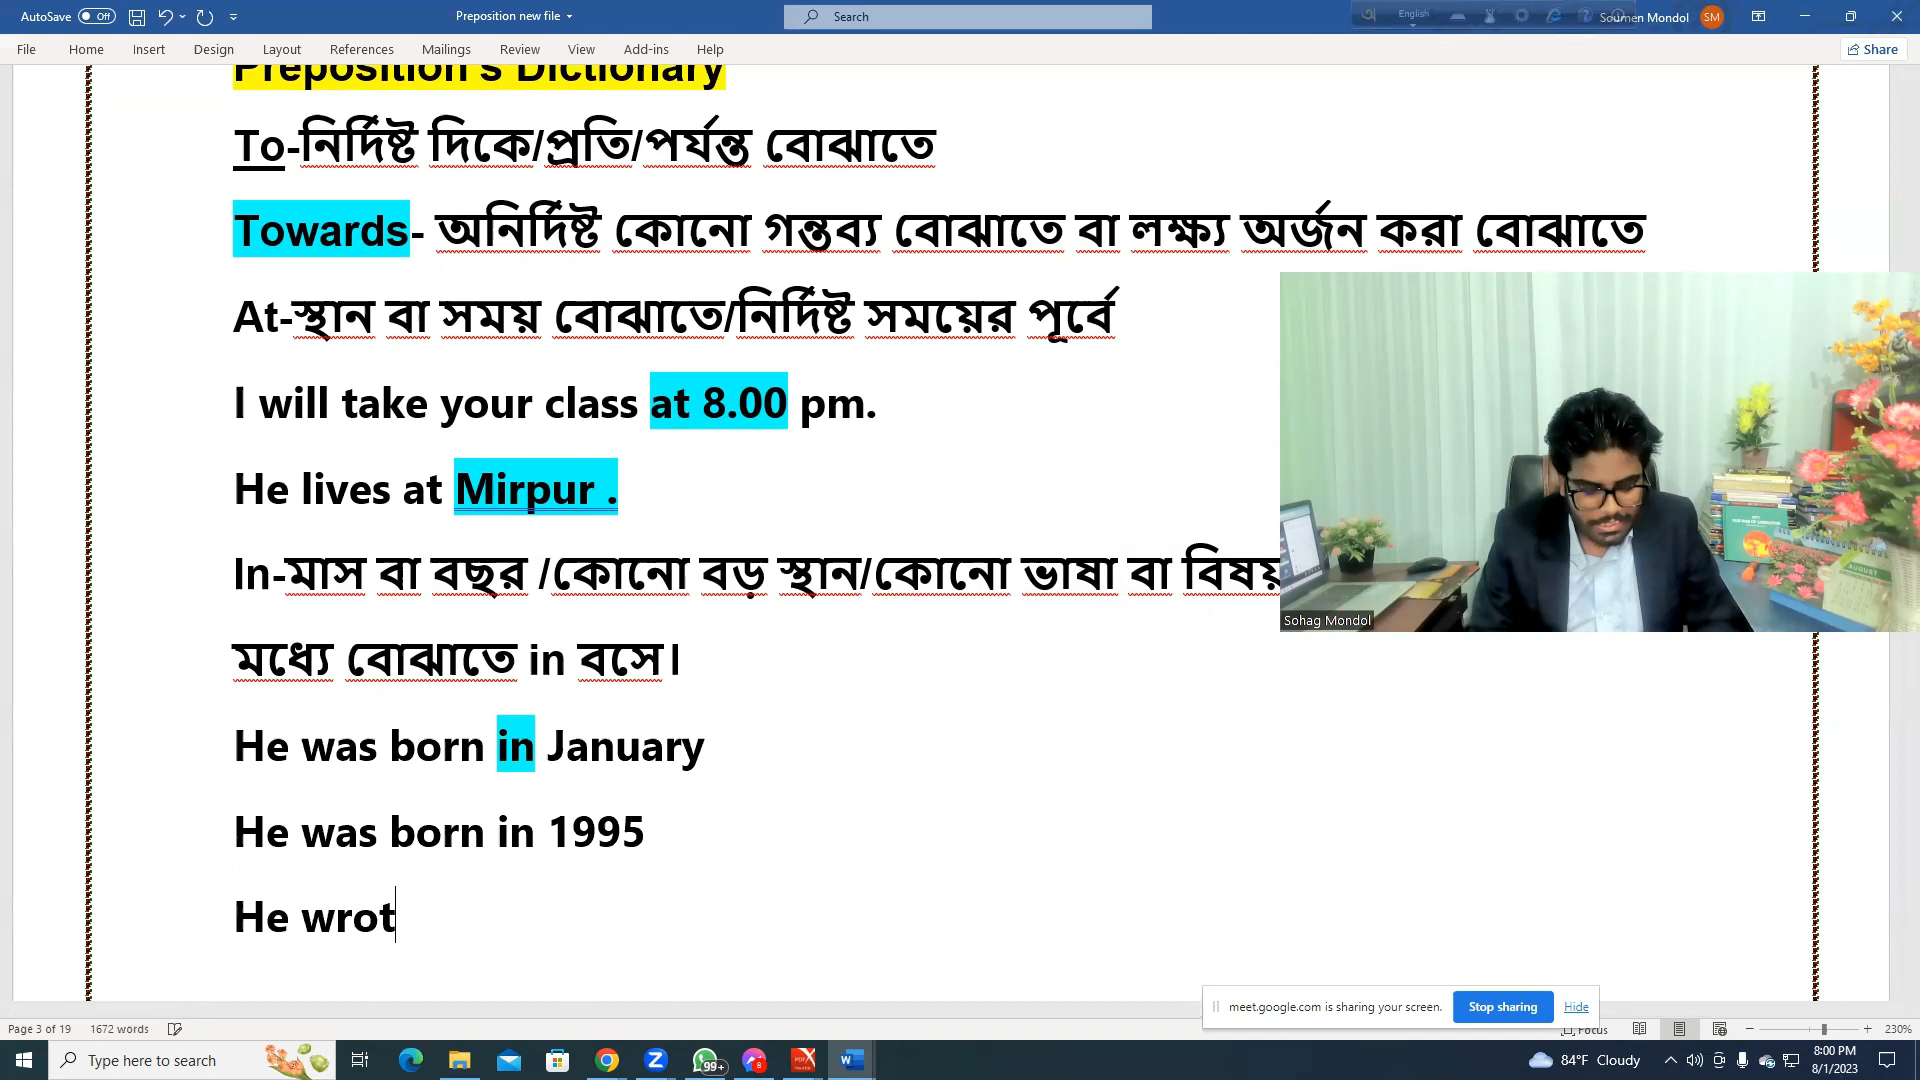 AutoSave Off Preposition new file Search English Soumen Mondol SM
File Home Insert Design Layout References Mailings Review View Add-ins Help Share
Preposition's Dictionary
To-নির্দিষ্ট দিকে/প্রতি/পর্যন্ত বোঝাতে
Towards- অনির্দিষ্ট কোনো গন্তব্য বোঝাতে বা লক্ষ্য অর্জন করা বোঝাতে
At-স্থান বা সময় বোঝাতে/নির্দিষ্ট সময়ের পূর্বে
I will take your class at 8.00 pm.
He lives at Mirpur .
In-মাস বা বছর /কোনো বড় স্থান/কোনো ভাষা বা বিষয়
মধ্যে বোঝাতে in বসে।
He was born in January
He was born in 1995
He wrot
AUGUST
Sohag Mondol
meet.google.com is sharing your screen. Stop sharing Hide
Page 3 of 19 1672 words Focus 230%
Type here to search 99+ 8 84°F Cloudy 8:00 PM
8/1/2023